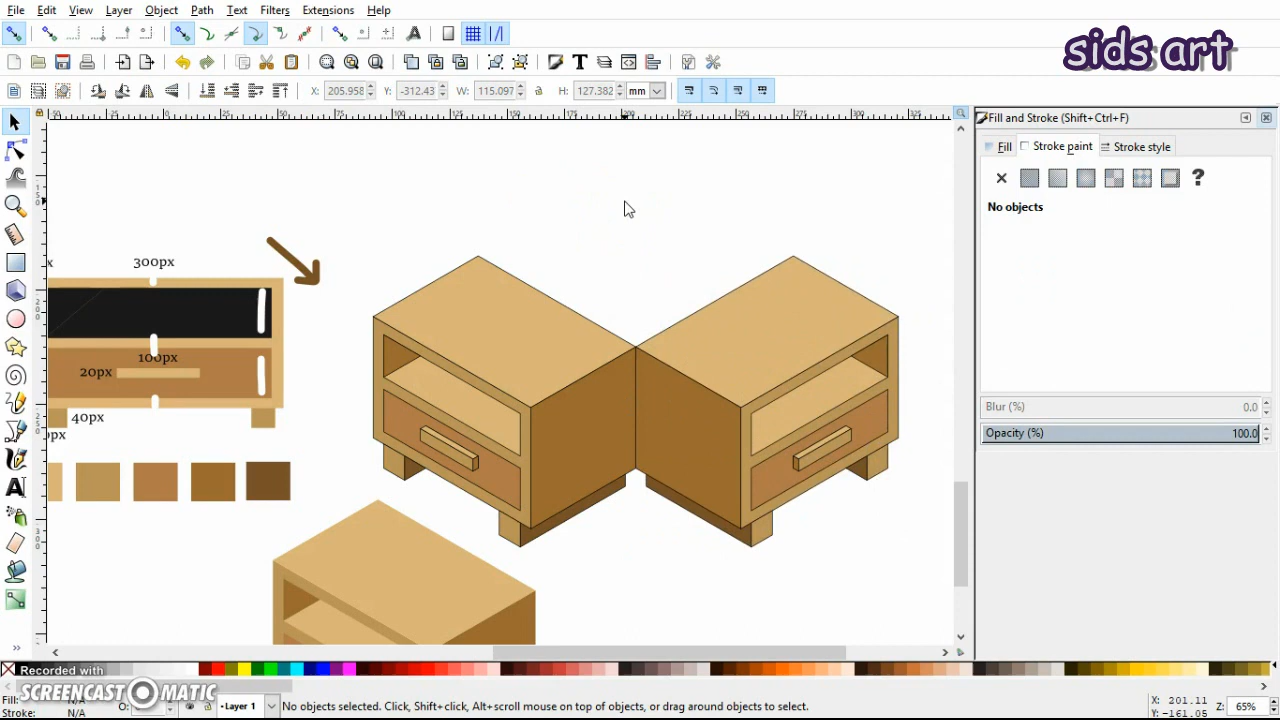 File Edit View Layer Object Path Text Filters Extensions Help
sids art
X: 205.958 Y: -312.43 W: 115.097 H: 127.382 mm
Fill and Stroke (Shift+Ctrl+F)
Fill Stroke paint Stroke style
No objects
Blur (%) 0.0
Opacity (%) 100.0
x 300px
100px
20px
40px
px
Recorded with
SCREENCAST-O-MATIC
Fill: N/A
Stroke: N/A
O:
Layer 1
No objects selected. Click, Shift+click, Alt+scroll mouse on top of objects, or drag around objects to select.
X: 201.11
Y: -161.05
Z: 65%